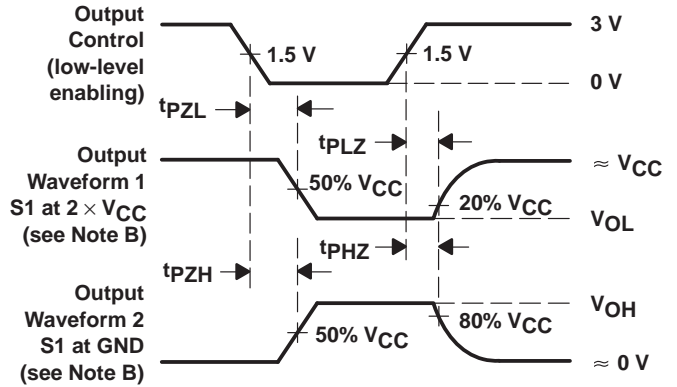 Output
Control
(low-level
enabling)
1.5 V
1.5 V
3 V
0 V
tPZL
tPLZ
Output
Waveform 1
S1 at 2 × VCC
(see Note B)
50% VCC
20% VCC
≈ VCC
VOL
tPZH
tPHZ
Output
Waveform 2
S1 at GND
(see Note B)
50% VCC
80% VCC
VOH
≈ 0 V